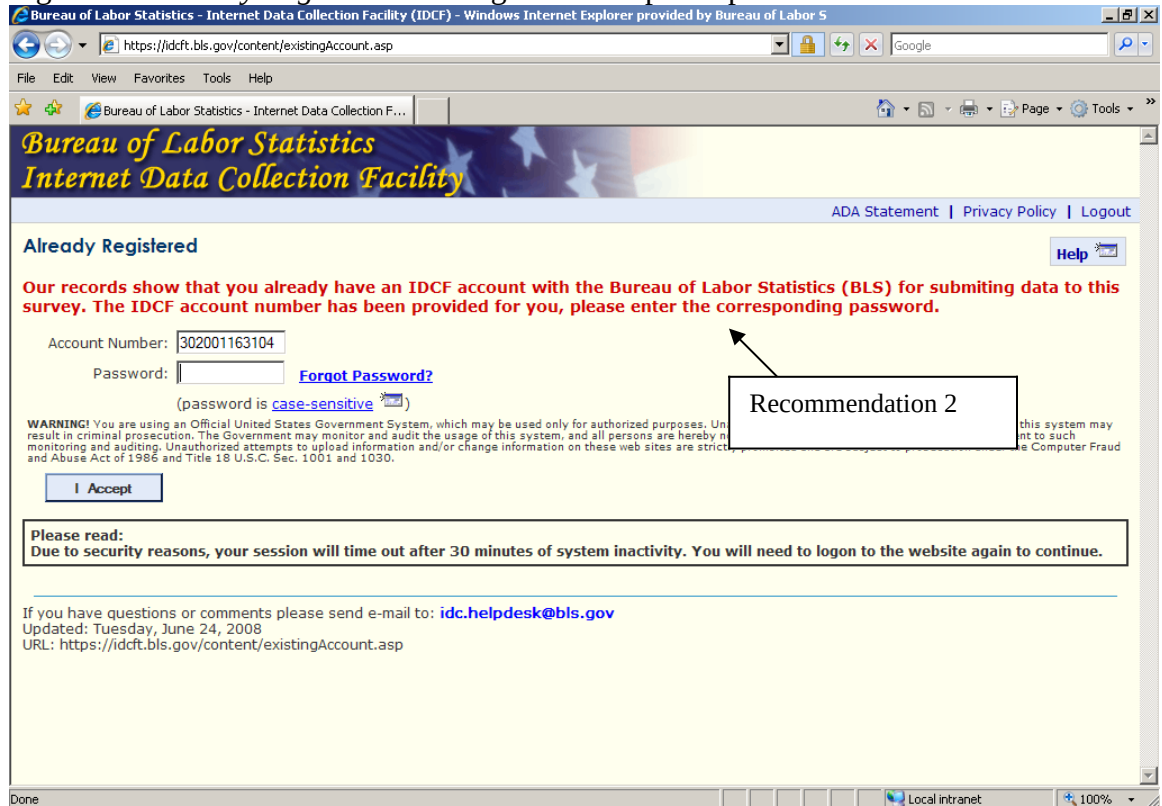 Bureau of Labor Statistics - Internet Data Collection Facility (IDCF) - Windows Internet Explorer provided by Bureau of Labor S
https://idcft.bls.gov/content/existingAccount.asp
Google
File Edit View Favorites Tools Help
Bureau of Labor Statistics - Internet Data Collection F...
Page Tools
Bureau of Labor Statistics
Internet Data Collection Facility
ADA Statement | Privacy Policy | Logout
Already Registered
Help
Our records show that you already have an IDCF account with the Bureau of Labor Statistics (BLS) for submiting data to this
survey. The IDCF account number has been provided for you, please enter the corresponding password.
Account Number: 302001163104
Password: Forgot Password?
(password is case-sensitive )
Recommendation 2
WARNING! You are using an Official United States Government System, which may be used only for authorized purposes. this system may
result in criminal prosecution. The Government may monitor and audit the usage of this system, and all persons are hereby ent to such
monitoring and auditing. Unauthorized attempts to upload information and/or change information on these web sites are Computer Fraud
and Abuse Act of 1986 and Title 18 U.S.C. Sec. 1001 and 1030.
I Accept
Please read:
Due to security reasons, your session will time out after 30 minutes of system inactivity. You will need to logon to the website again to continue.
If you have questions or comments please send e-mail to: idc.helpdesk@bls.gov
Updated: Tuesday, June 24, 2008
URL: https://idcft.bls.gov/content/existingAccount.asp
Done
Local intranet
100%